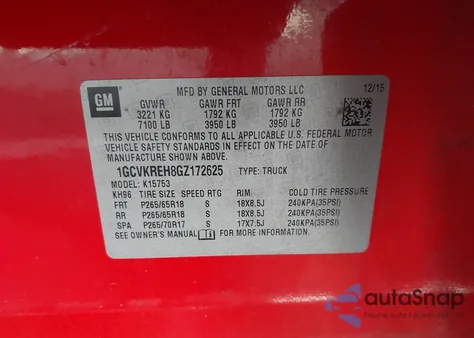 GM
MFD BY GENERAL MOTORS LLC 12/15
GVWR GAWR FRT GAWR RR
3221 KG 1792 KG 1792 KG
7100 LB 3950 LB 3950 LB
THIS VEHICLE CONFORMS TO ALL APPLICABLE U.S. FEDERAL MOTOR
VEHICLE SAFETY STANDARDS IN EFFECT ON THE DATE OF
MANUFACTURE SHOWN ABOVE.
1GCVKREH8GZ172625 TYPE: TRUCK
MODEL: K15753
KH96 TIRE SIZE SPEED RTG RIM COLD TIRE PRESSURE
FRT P265/65R18 S 18X8.5J 240KPA(35PSI)
RR P265/65R18 S 18X8.5J 240KPA(35PSI)
SPA P265/70R17 S 17X7.5J 240KPA(35PSI)
SEE OWNER'S MANUAL FOR MORE INFORMATION.
autaSnap